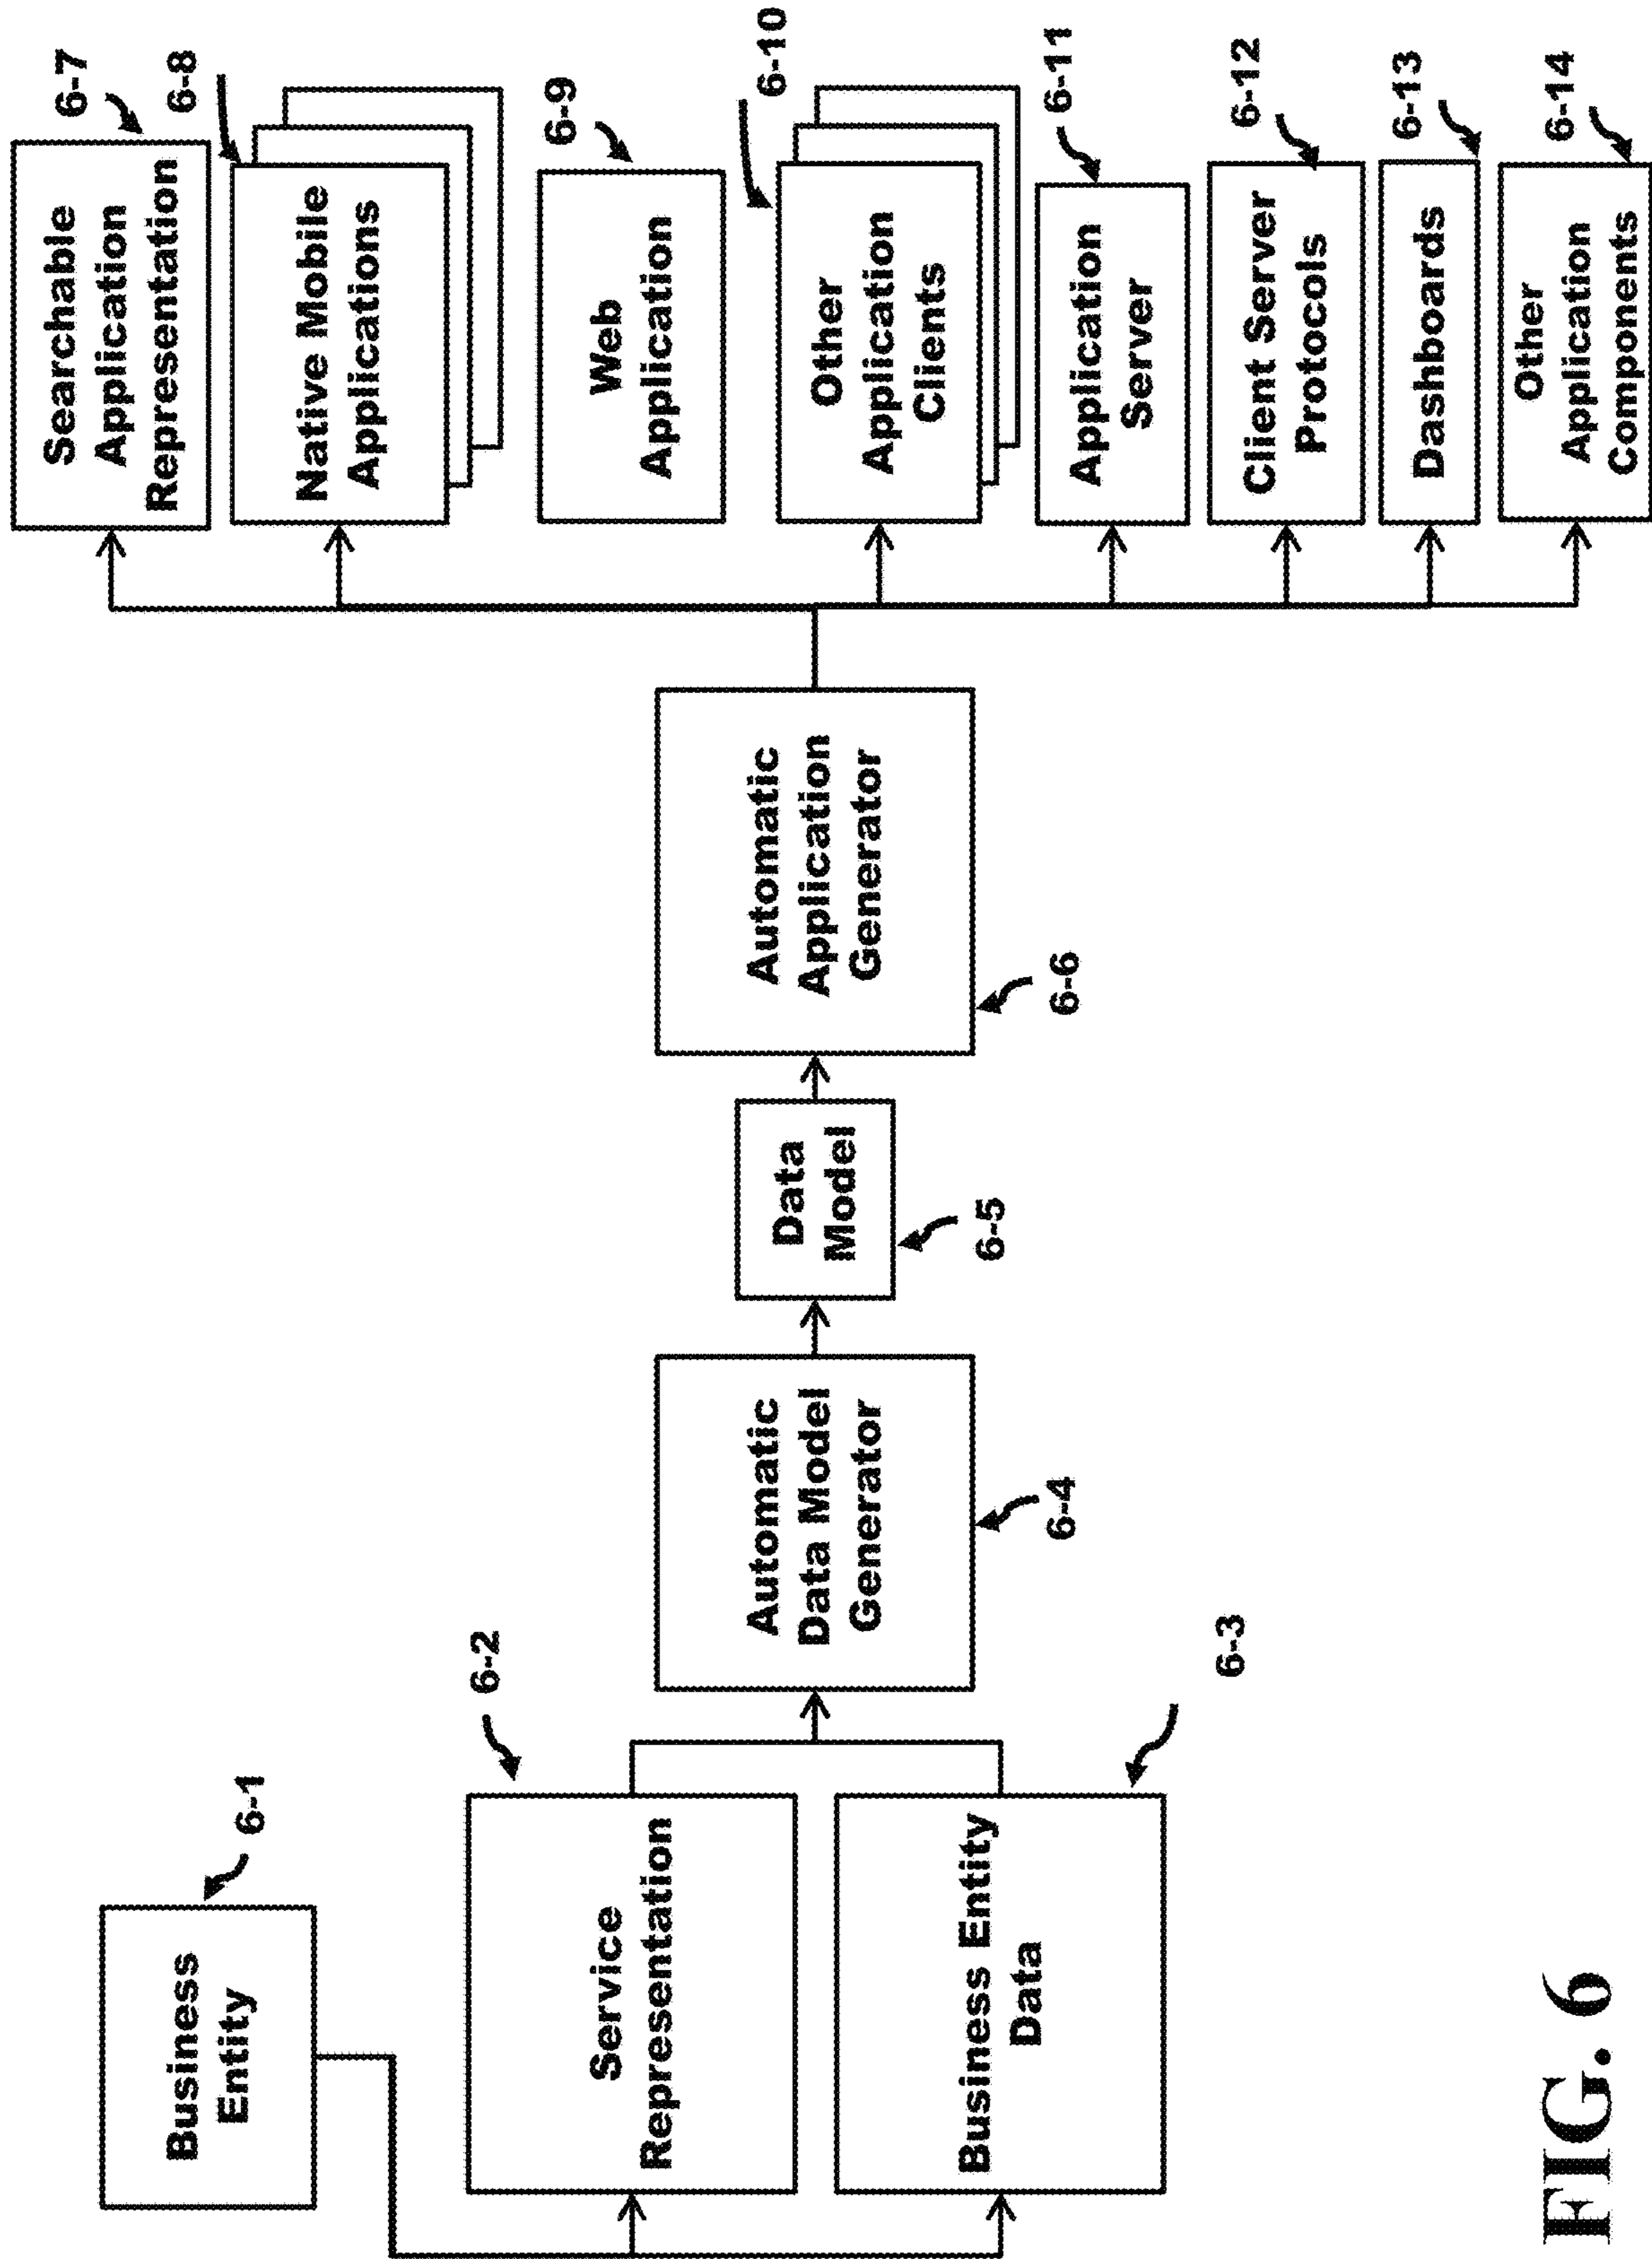 Business
Entity
6-1
Service
Representation
6-2
Business Entity
Data
6-3
Automatic
Data Model
Generator
6-4
Data
Model
6-5
Automatic
Application
Generator
6-6
Searchable
Application
Representation
6-7
Native Mobile
Applications
6-8
Web
Application
6-9
Other
Application
Clients
6-10
Application
Server
6-11
Client Server
Protocols
6-12
Dashboards
6-13
Other
Application
Components
6-14
FIG. 6